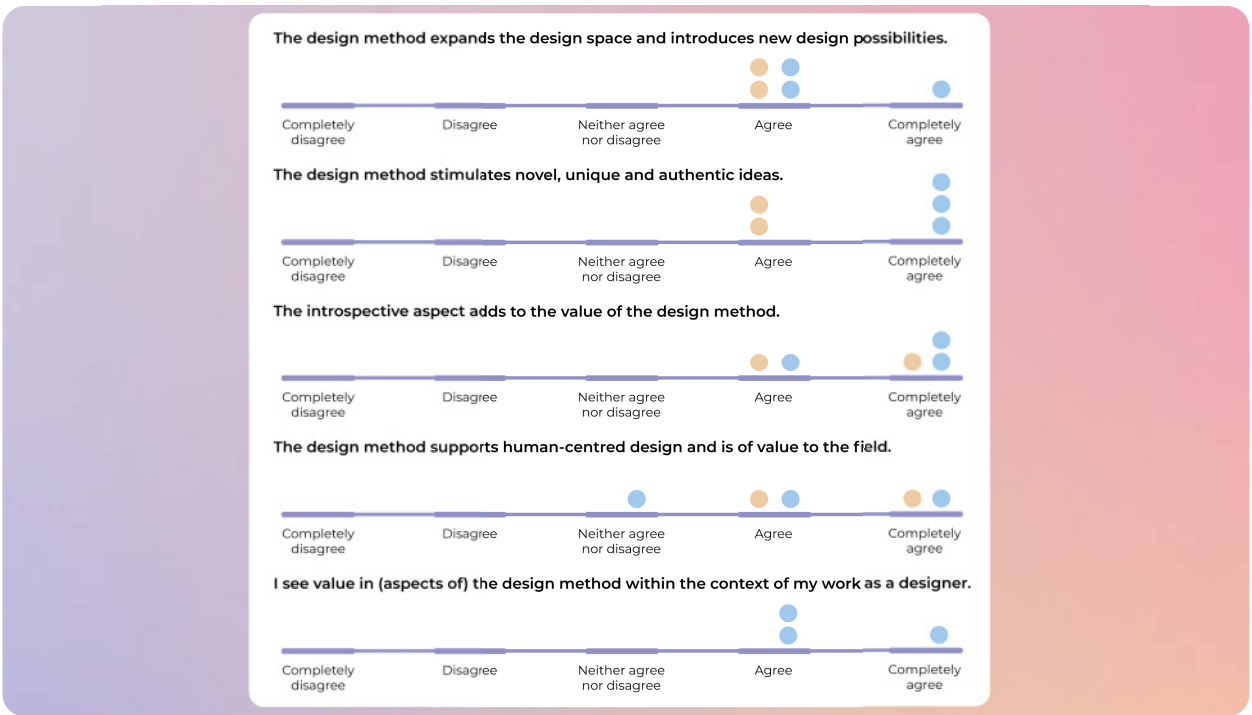 The design method expands the design space and introduces new design possibilities.
Completely disagree Neither agree Agree Completely
disagree nor disagree agree
The design method stimulates novel, unique and authentic ideas.
Completely Disagree Neither agree Agree Completely
disagree nor disagree agree
The introspective aspect adds to the value of the design method.
Completely Disagree Neither agree Agree Completely
disagree nor disagree agree
The design method supports human-centred design and is of value to the field.
Completely Disagree Neither agree Agree Completely
disagree nor disagree agree
I see value in (aspects of) the design method within the context of my work as a designer.
Completely Disagree Neither agree Agree Completely
disagree nor disagree agree